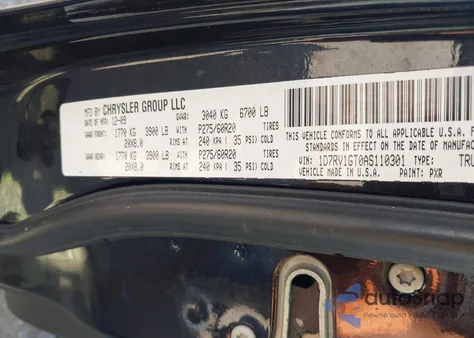 MFD BY CHRYSLER GROUP LLC GVWR: 3040 KG 6700 LB
DATE OF MFR: 12-09
GAWR FRONT: 1770 KG 3900 LB WITH P275/60R20 TIRES
20X8.0 RIMS AT 240 KPA ( 35 PSI) COLD
GAWR REAR: 1770 KG 3900 LB WITH P275/60R20 TIRES
20X8.0 RIMS AT 240 KPA ( 35 PSI) COLD
THIS VEHICLE CONFORMS TO ALL APPLICABLE
IN EFFECT ON THE DATE OF MANUFAC
VIN: 1D7RV1GT0AS110301 TYPE: TRU
VEHICLE MADE IN U.S.A. PAINT: PXR
autosnap
Pewne auto